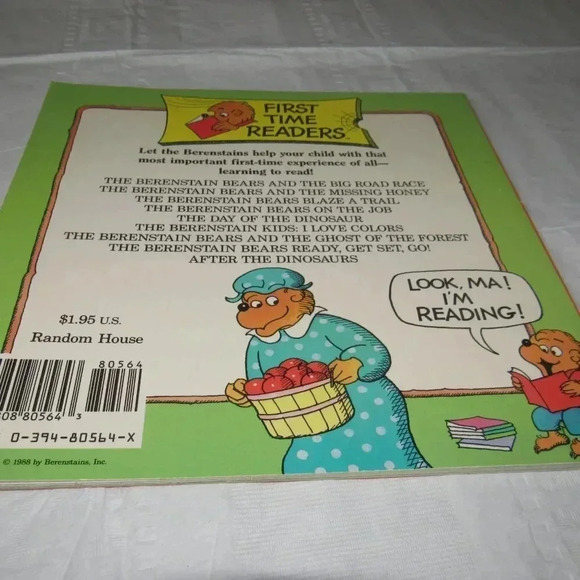 FIRST
TIME
READERS
Let the Berenstains help your child with that
most important first-time experience of all—
learning to read!
THE BERENSTAIN BEARS AND THE BIG ROAD RACE
THE BERENSTAIN BEARS AND THE MISSING HONEY
THE BERENSTAIN BEARS BLAZE A TRAIL
THE BERENSTAIN BEARS ON THE JOB
THE DAY OF THE DINOSAUR
THE BERENSTAIN KIDS: I LOVE COLORS
THE BERENSTAIN BEARS AND THE GHOST OF THE FOREST
THE BERENSTAIN BEARS READY, GET SET, GO!
AFTER THE DINOSAURS
LOOK, MA!
I'M
READING!
$1.95 U.S.
Random House
80564
808 80564 3
0-394-80564-X
© 1988 by Berenstains, Inc.